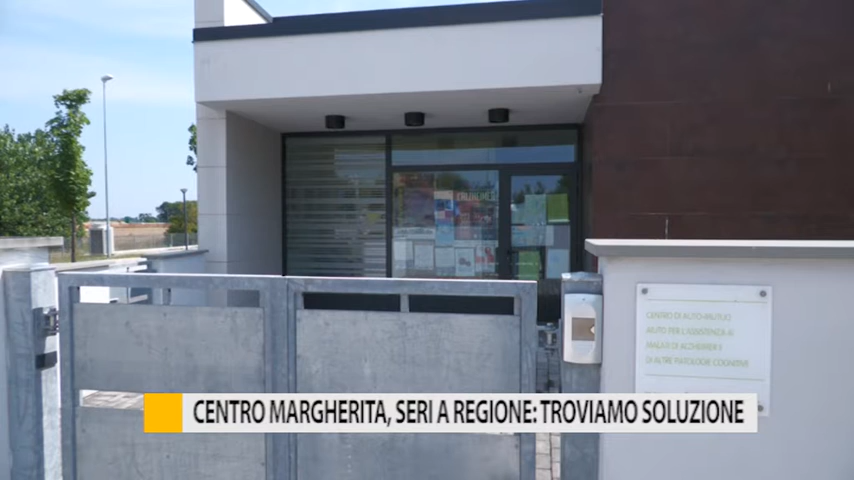 CENTRO DI AUTO-MUTUO
AIUTO PER L'ASSISTENZA AI
MALATI DI ALZHEIMER E
DI ALTRE PATOLOGIE COGNITIVE
CENTRO MARGHERITA, SERI A REGIONE: TROVIAMO SOLUZIONE